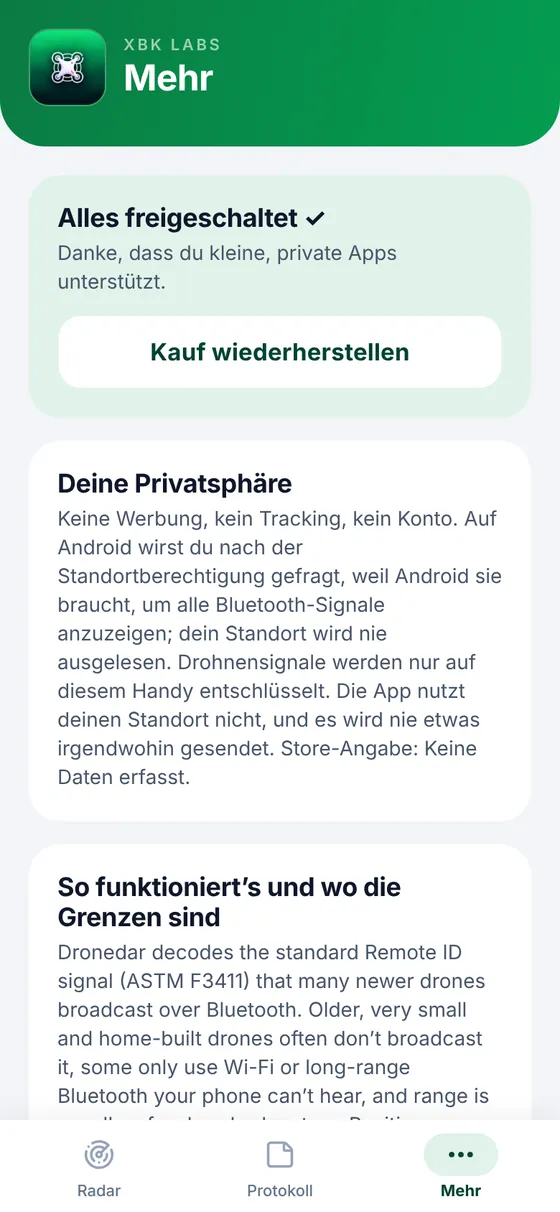 XBK LABS
Mehr
Alles freigeschaltet ✓
Danke, dass du kleine, private Apps
unterstützt.
Kauf wiederherstellen
Deine Privatsphäre
Keine Werbung, kein Tracking, kein Konto. Auf
Android wirst du nach der
Standortberechtigung gefragt, weil Android sie
braucht, um alle Bluetooth-Signale
anzuzeigen; dein Standort wird nie
ausgelesen. Drohnensignale werden nur auf
diesem Handy entschlüsselt. Die App nutzt
deinen Standort nicht, und es wird nie etwas
irgendwohin gesendet. Store-Angabe: Keine
Daten erfasst.
So funktioniert’s und wo die
Grenzen sind
Dronedar decodes the standard Remote ID
signal (ASTM F3411) that many newer drones
broadcast over Bluetooth. Older, very small
and home-built drones often don’t broadcast
it, some only use Wi-Fi or long-range
Bluetooth your phone can’t hear, and range is
Radar
Protokoll
Mehr